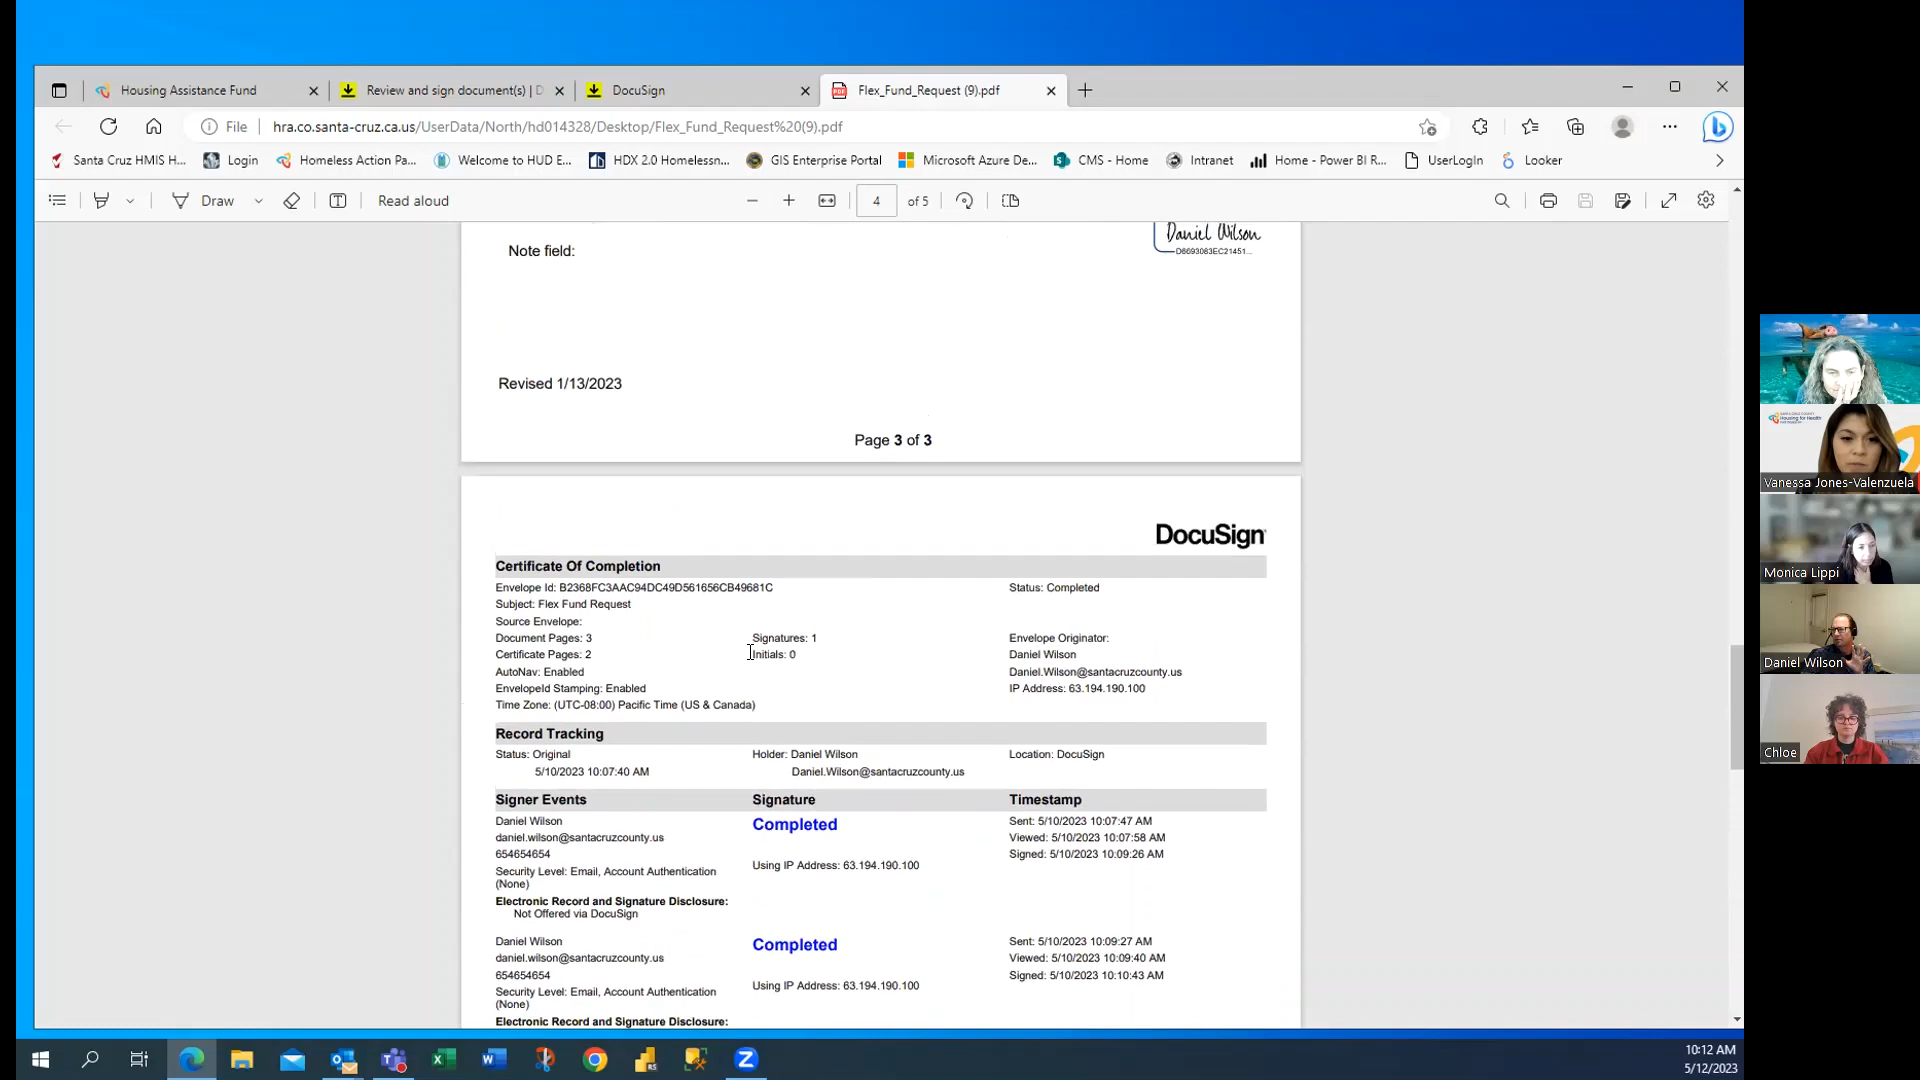 Housing Assistance Fund
Review and sign document(s) | D
DocuSign
Flex_Fund_Request (9).pdf
File
hra.co.santa-cruz.ca.us/UserData/North/hd014328/Desktop/Flex_Fund_Request%20(9).pdf
Santa Cruz HMIS H...
Login
Homeless Action Pa...
Welcome to HUD E...
HDX 2.0 Homelessn...
GIS Enterprise Portal
Microsoft Azure De...
CMS - Home
Intranet
Home - Power BI R...
UserLogIn
Looker
Draw
Read aloud
4
of 5
Daniel Wilson
D6693083EC21451...
Note field:
Revised 1/13/2023
Page 3 of 3
DocuSign
Certificate Of Completion
Envelope Id: B2368FC3AAC94DC49D561656CB49681C
Status: Completed
Subject: Flex Fund Request
Source Envelope:
Document Pages: 3
Signatures: 1
Envelope Originator:
Certificate Pages: 2
Initials: 0
Daniel Wilson
AutoNav: Enabled
Daniel.Wilson@santacruzcounty.us
EnvelopeId Stamping: Enabled
IP Address: 63.194.190.100
Time Zone: (UTC-08:00) Pacific Time (US & Canada)
Record Tracking
Status: Original
Holder: Daniel Wilson
Location: DocuSign
5/10/2023 10:07:40 AM
Daniel.Wilson@santacruzcounty.us
Signer Events
Signature
Timestamp
Daniel Wilson
Completed
Sent: 5/10/2023 10:07:47 AM
daniel.wilson@santacruzcounty.us
Viewed: 5/10/2023 10:07:58 AM
654654654
Signed: 5/10/2023 10:09:26 AM
Security Level: Email, Account Authentication
(None)
Using IP Address: 63.194.190.100
Electronic Record and Signature Disclosure:
Not Offered via DocuSign
Daniel Wilson
Completed
Sent: 5/10/2023 10:09:27 AM
daniel.wilson@santacruzcounty.us
Viewed: 5/10/2023 10:09:40 AM
654654654
Signed: 5/10/2023 10:10:43 AM
Security Level: Email, Account Authentication
(None)
Using IP Address: 63.194.190.100
Electronic Record and Signature Disclosure:
Housing for Health
Vanessa Jones-Valenzuela
Monica Lippi
Daniel Wilson
Chloe
10:12 AM
5/12/2023